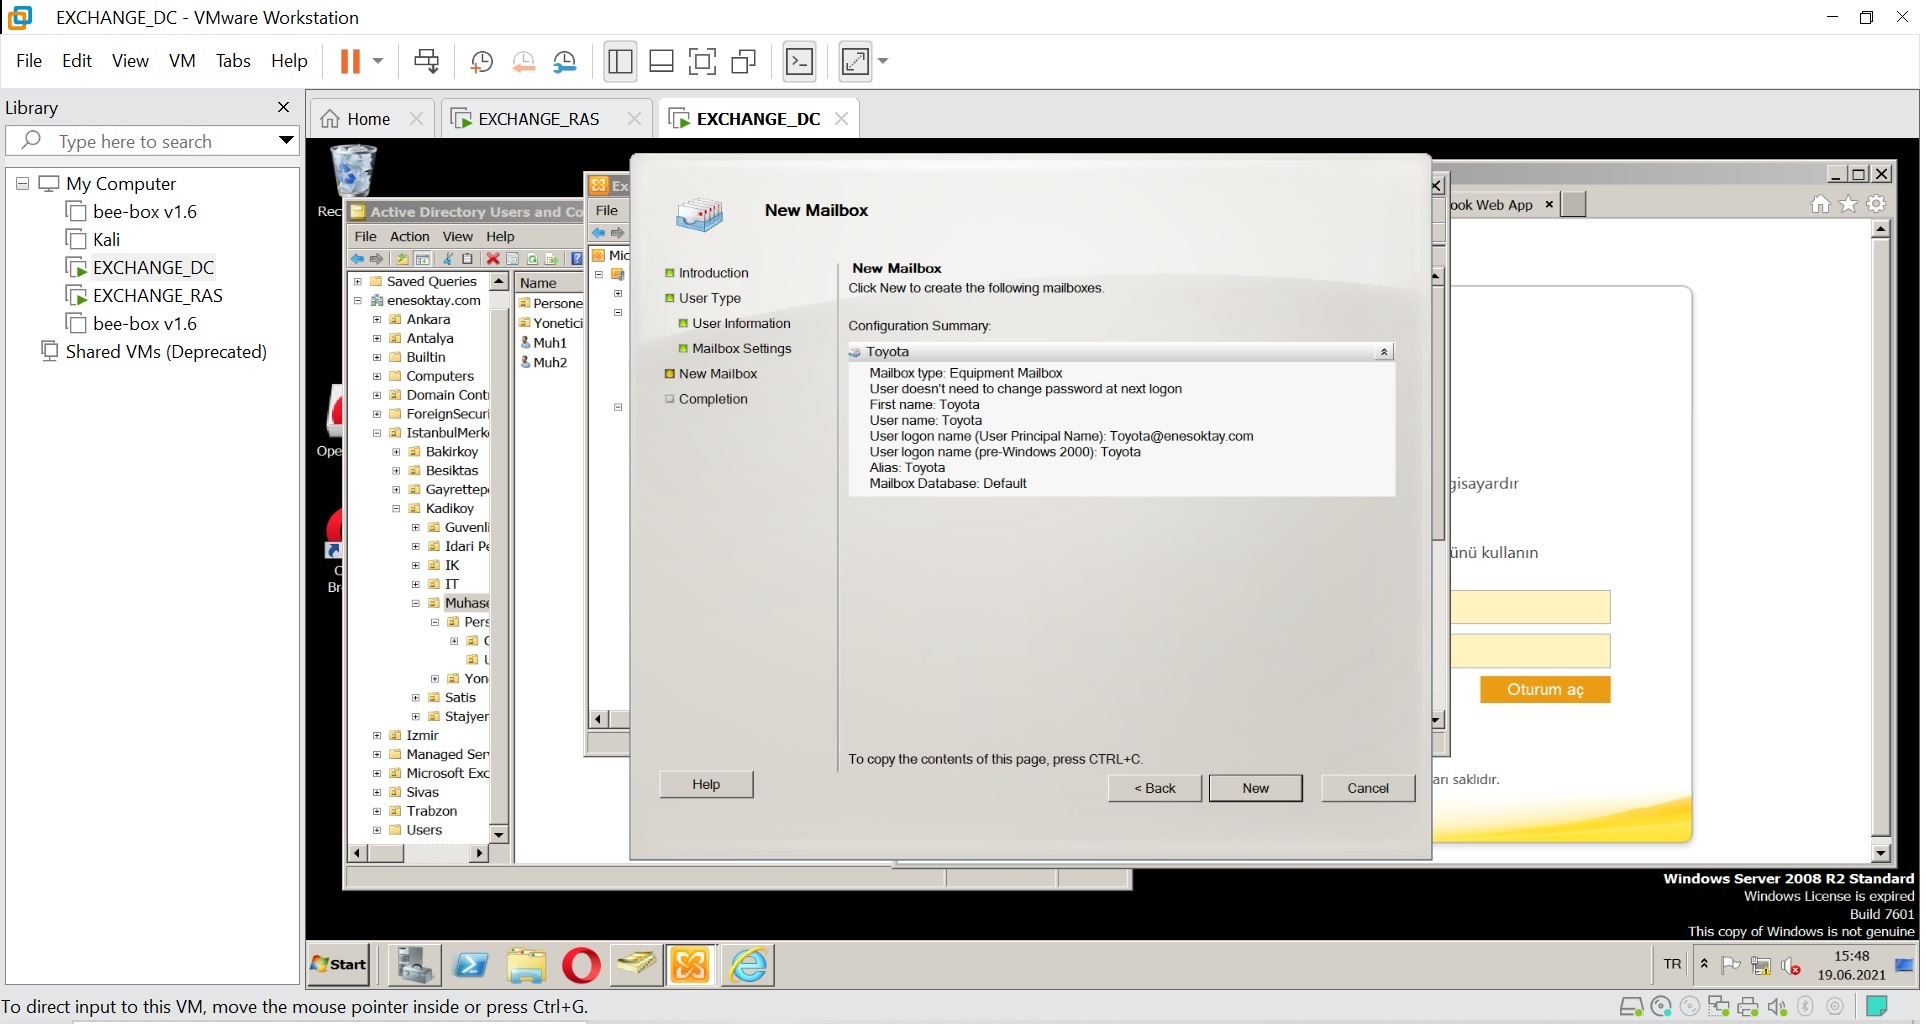 EXCHANGE_DC - VMware Workstation
File Edit View VM Tabs Help
Library
Type here to search
My Computer
bee-box v1.6
Kali
EXCHANGE_DC
EXCHANGE_RAS
bee-box v1.6
Shared VMs (Deprecated)
Home
EXCHANGE_RAS
EXCHANGE_DC
Rec
Ope
Active Directory Users and Co
File Action View Help
Saved Queries
enesoktay.com
Ankara
Antalya
Builtin
Computers
Domain Cont
ForeignSecuri
IstanbulMerk
Bakirkoy
Besiktas
Gayrettepe
Kadikoy
Guvenli
Idari Pe
IK
IT
Muhase
Pers
Yon
Satis
Stajyer
Izmir
Managed Ser
Microsoft Exc
Sivas
Trabzon
Users
Name
Persone
Yonetici
Muh1
Muh2
Ex
File
Mic
New Mailbox
Introduction
User Type
User Information
Mailbox Settings
New Mailbox
Completion
New Mailbox
Click New to create the following mailboxes.
Configuration Summary:
Toyota
Mailbox type: Equipment Mailbox
User doesn't need to change password at next logon
First name: Toyota
User name: Toyota
User logon name (User Principal Name): Toyota@enesoktay.com
User logon name (pre-Windows 2000): Toyota
Alias: Toyota
Mailbox Database: Default
To copy the contents of this page, press CTRL+C.
Help
< Back
New
Cancel
ook Web App
gisayardır
ünü kullanın
Oturum aç
arı saklıdır.
Windows Server 2008 R2 Standard
Windows License is expired
Build 7601
This copy of Windows is not genuine
Start
TR
15:48
19.06.2021
To direct input to this VM, move the mouse pointer inside or press Ctrl+G.